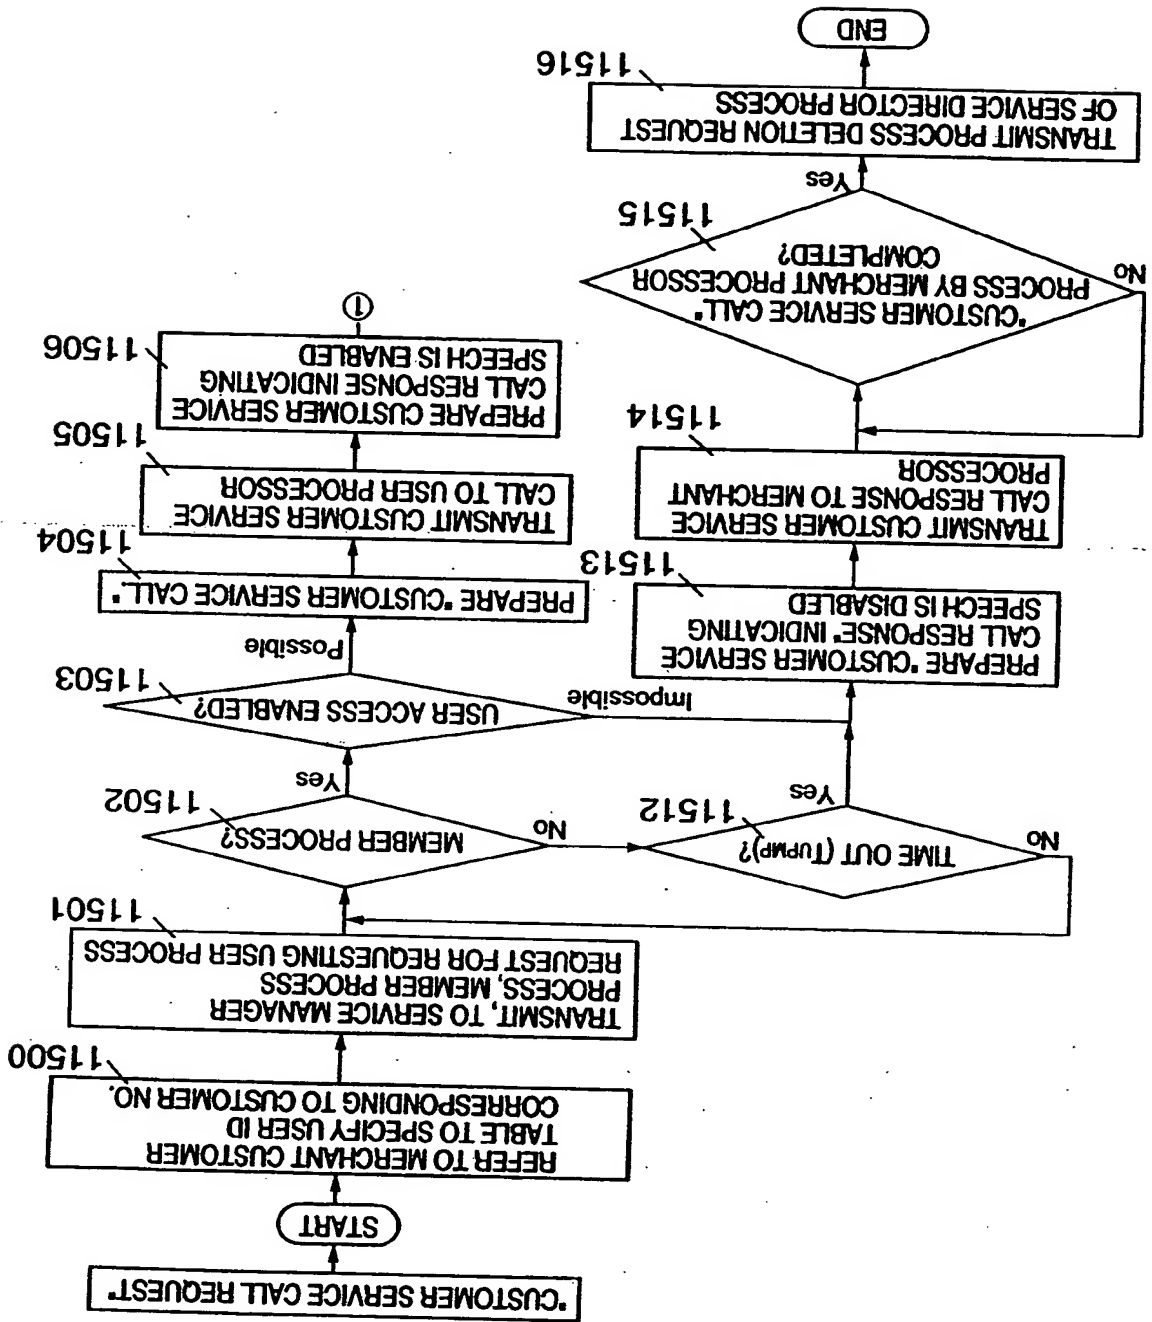 "CUSTOMER SERVICE CALL REQUEST"
START
REFER TO MERCHANT CUSTOMER
TABLE TO SPECIFY USER ID
CORRESPONDING TO CUSTOMER NO.
11500
TRANSMIT, TO SERVICE MANAGER
PROCESS, MEMBER PROCESS
REQUEST FOR REQUESTING USER PROCESS
11501
MEMBER PROCESS?
11502
No
Yes
TIME OUT (TUPMP)?
11512
No
Yes
USER ACCESS ENABLED?
11503
Impossible
Possible
PREPARE "CUSTOMER SERVICE CALL"
11504
TRANSMIT CUSTOMER SERVICE
CALL TO USER PROCESSOR
11505
PREPARE CUSTOMER SERVICE
CALL RESPONSE INDICATING
SPEECH IS ENABLED
11506
①
PREPARE "CUSTOMER SERVICE
CALL RESPONSE" INDICATING
SPEECH IS DISABLED
11513
TRANSMIT CUSTOMER SERVICE
CALL RESPONSE TO MERCHANT
PROCESSOR
11514
"CUSTOMER SERVICE CALL"
PROCESS BY MERCHANT PROCESSOR
COMPLETED?
11515
No
Yes
TRANSMIT PROCESS DELETION REQUEST
OF SERVICE DIRECTOR PROCESS
11516
END